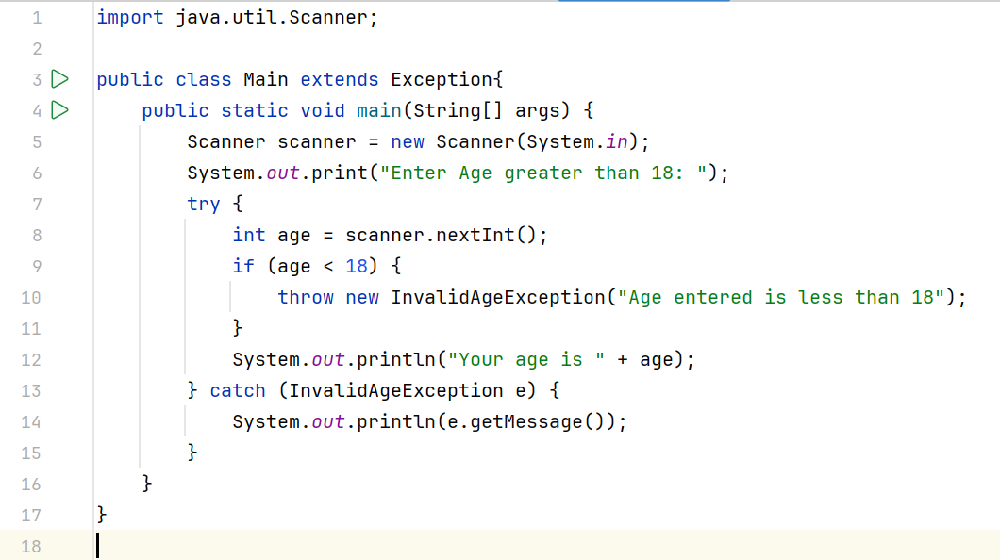 1 import java.util.Scanner;
2
3 public class Main extends Exception{
4     public static void main(String[] args) {
5         Scanner scanner = new Scanner(System.in);
6         System.out.print("Enter Age greater than 18: ");
7         try {
8             int age = scanner.nextInt();
9             if (age < 18) {
10                 throw new InvalidAgeException("Age entered is less than 18");
11             }
12             System.out.println("Your age is " + age);
13         } catch (InvalidAgeException e) {
14             System.out.println(e.getMessage());
15         }
16     }
17 }
18